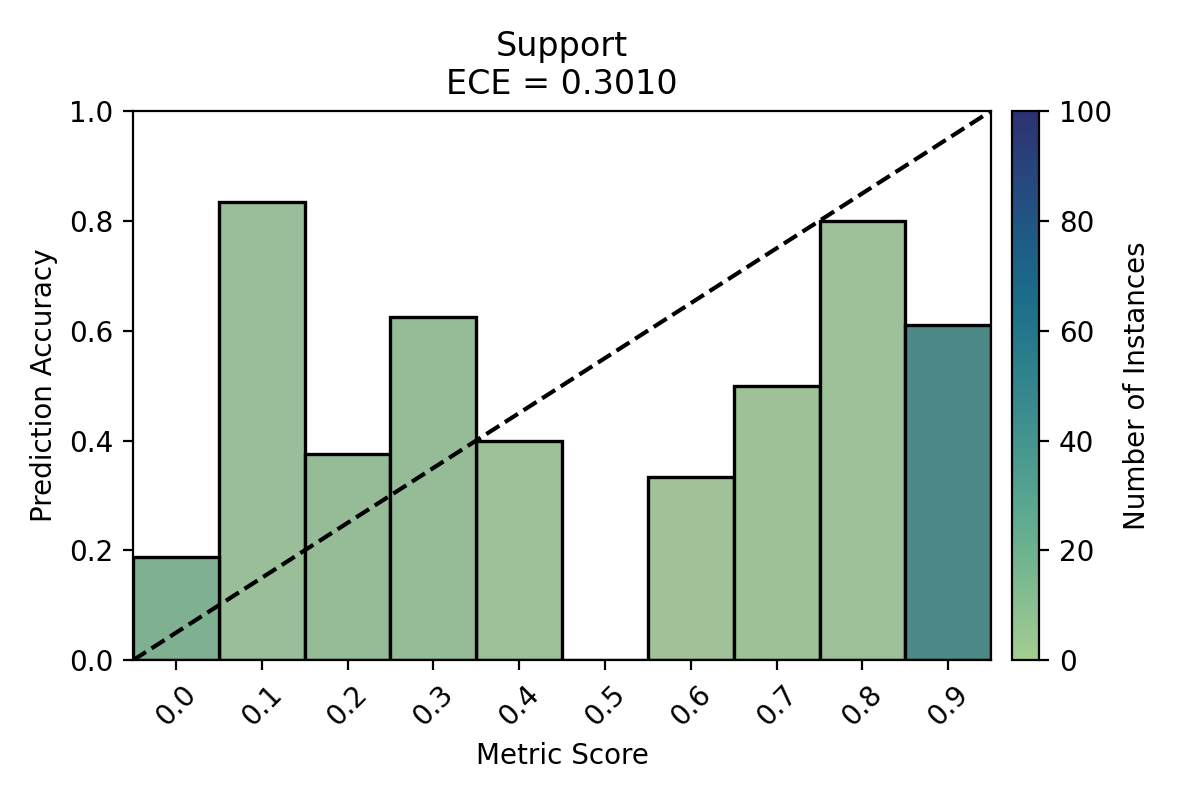 Support
ECE = 0.3010
1.0
0.8
0.6
0.4
0.2
0.0
Prediction Accuracy
0.0 0.1 0.2 0.3 0.4 0.5 0.6 0.7 0.8 0.9
Metric Score
100
80
60
40
20
0
Number of Instances